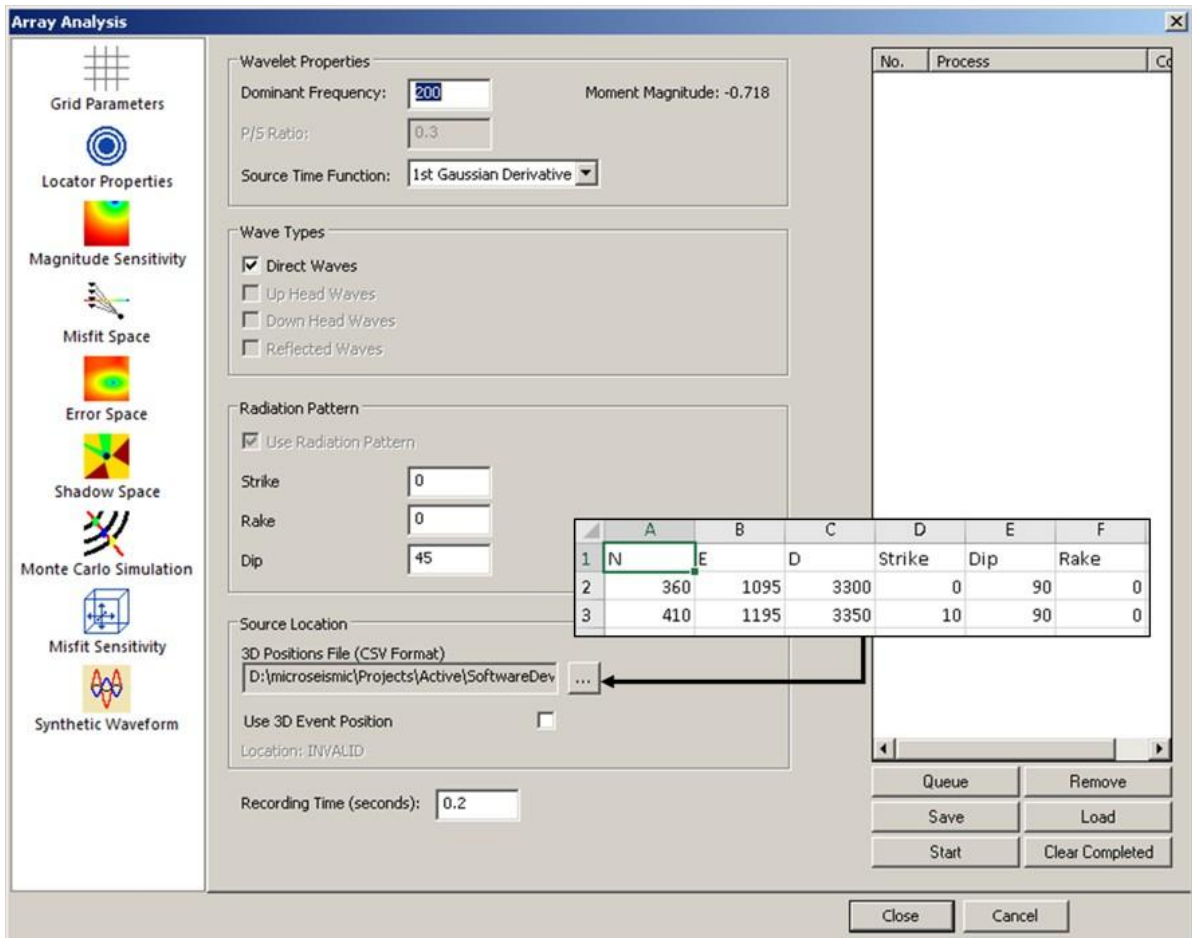 Array Analysis
Grid Parameters
Locator Properties
Magnitude Sensitivity
Misfit Space
Error Space
Shadow Space
Monte Carlo Simulation
Misfit Sensitivity
Synthetic Waveform
Wavelet Properties
Dominant Frequency: 200 Moment Magnitude: -0.718
P/S Ratio: 0.3
Source Time Function: 1st Gaussian Derivative
Wave Types
Direct Waves
Up Head Waves
Down Head Waves
Reflected Waves
Radiation Pattern
Use Radiation Pattern
Strike 0
Rake 0
Dip 45
A B C D E F
1 N E D Strike Dip Rake
2 360 1095 3300 0 90 0
3 410 1195 3350 10 90 0
Source Location
3D Positions File (CSV Format)
D:\microseismic\Projects\Active\SoftwareDev ...
Use 3D Event Position
Location: INVALID
Recording Time (seconds): 0.2
No. Process Co
Queue Remove
Save Load
Start Clear Completed
Close Cancel